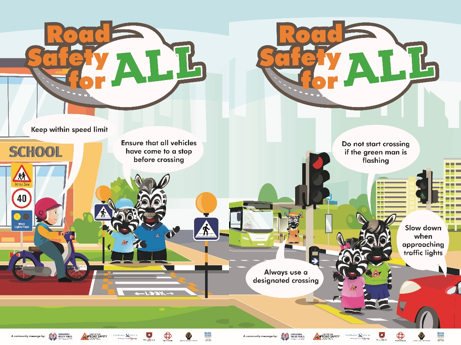 Road
Safety
for ALL
Keep within speed limit
Ensure that all vehicles
have come to a stop
before crossing
SCHOOL
40
LOOK
Road
Safety
for ALL
Do not start crossing
if the green man is
flashing
Slow down
when
approaching
traffic lights
Always use a
designated crossing
A community message by:
A community message by: